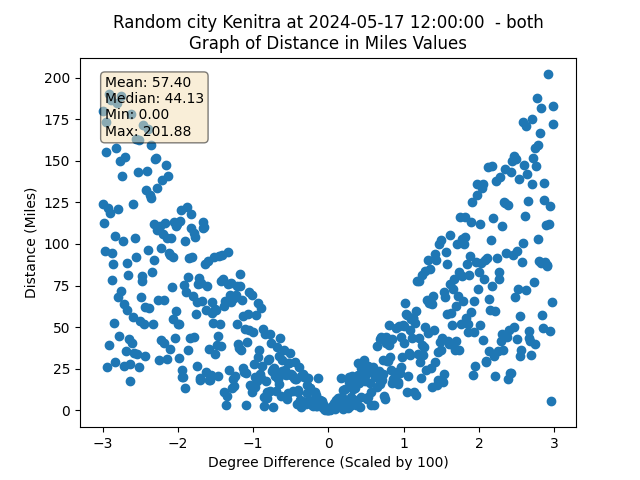 Random city Kenitra at 2024-05-17 12:00:00 - both
Graph of Distance in Miles Values
Mean: 57.40
Median: 44.13
Min: 0.00
Max: 201.88
Distance (Miles)
200
175
150
125
100
75
50
25
0
−3 −2 −1 0 1 2 3
Degree Difference (Scaled by 100)